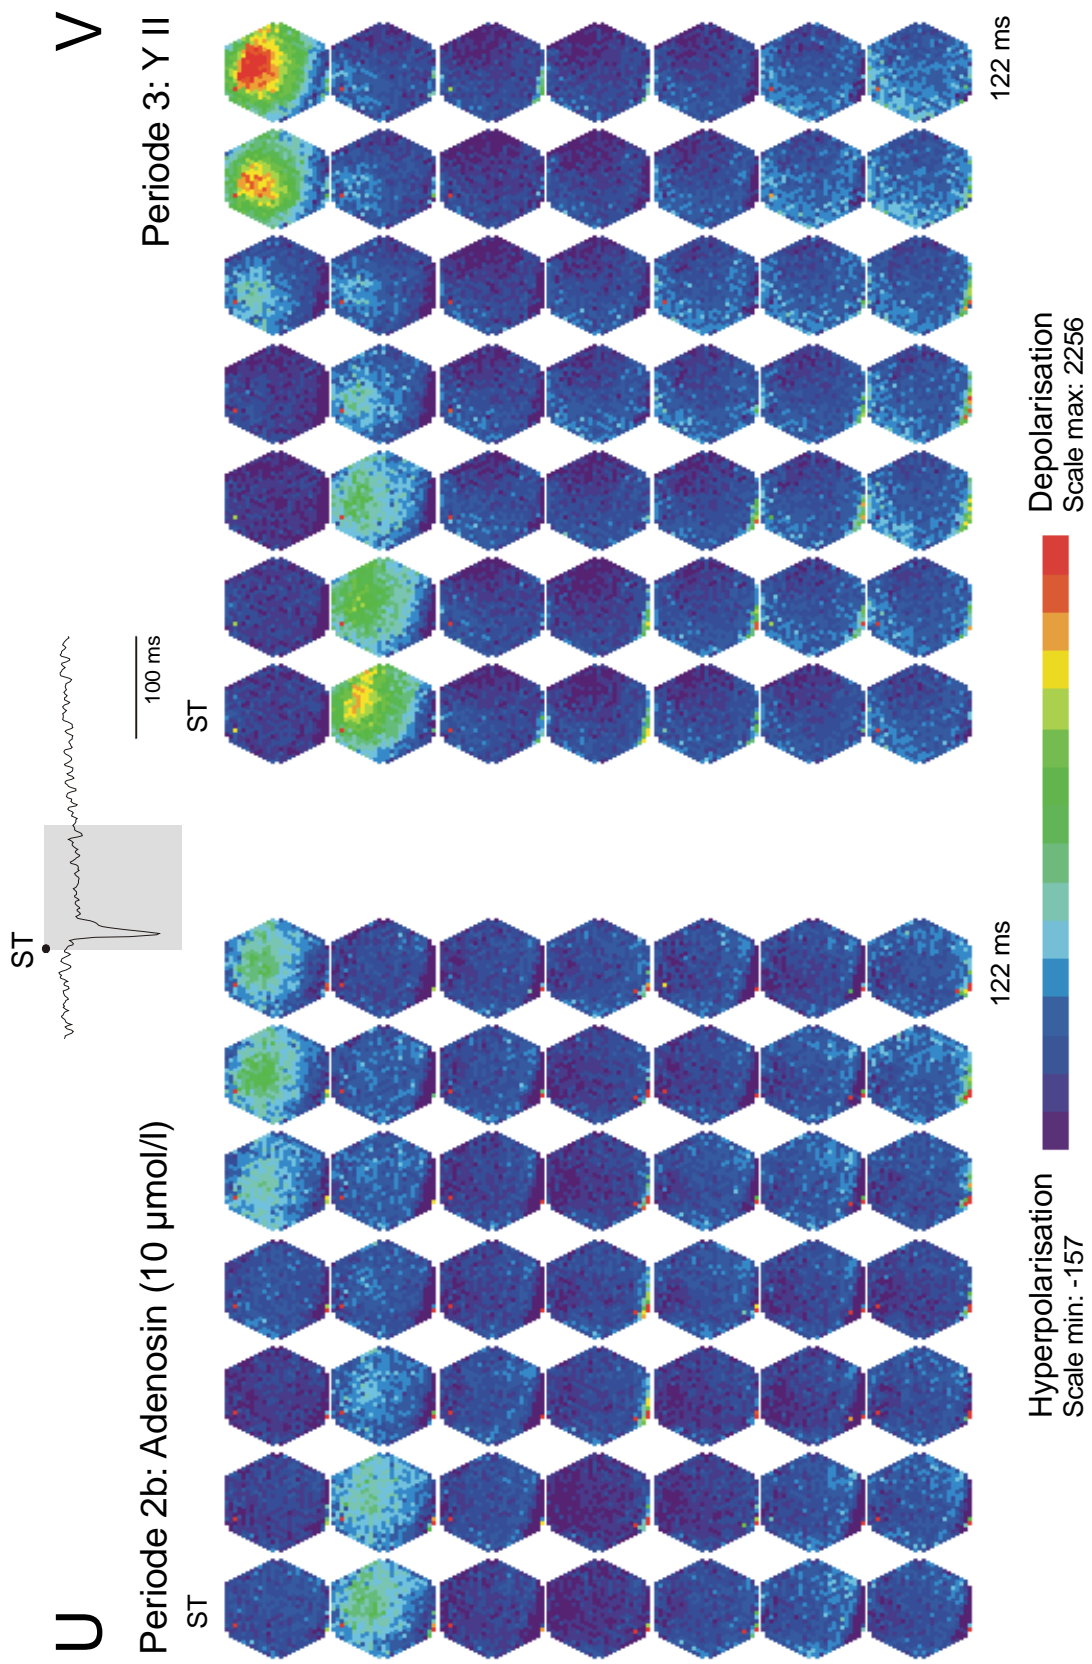 U
Periode 2b: Adenosin (10 µmol/l)
ST
122 ms
ST
100 ms
V
Periode 3: Y II
ST
122 ms
Hyperpolarisation
Scale min: -157
Depolarisation
Scale max: 2256